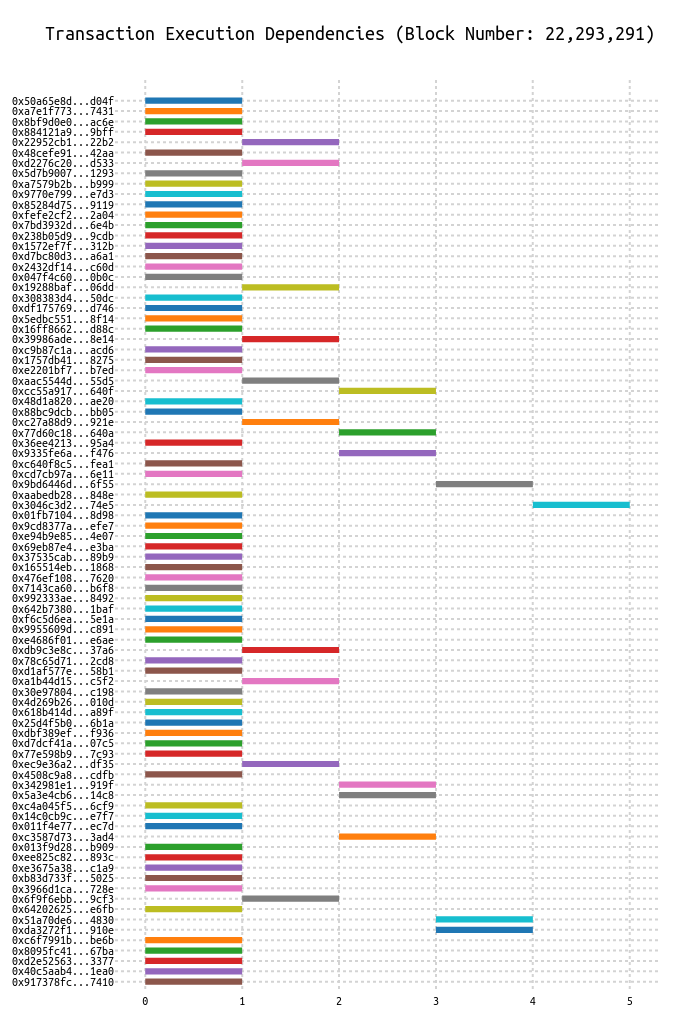 Transaction Execution Dependencies (Block Number: 22,293,291)
0x50a65e8d...d04f
0xa7e1f773...7431
0x8bf9d0e0...ac6e
0x884121a9...9bff
0x22952cb1...22b2
0x48cefe91...42aa
0xd2276c20...d533
0x5d7b9007...1293
0xa7579b2b...b999
0x9770e799...e7d3
0x85284d75...9119
0xfefe2cf2...2a04
0x7bd3932d...6e4b
0x238b05d9...9cdb
0x1572ef7f...312b
0xd7bc80d3...a6a1
0x2432df14...c60d
0x047f4c60...0b0c
0x19288baf...06dd
0x308383d4...50dc
0xdf175769...d746
0x5edbc551...8f14
0x16ff8662...d88c
0x39986ade...8e14
0xc9b87c1a...acd6
0x1757db41...8275
0xe2201bf7...b7ed
0xaac5544d...55d5
0xcc55a917...640f
0x48d1a820...ae20
0x88bc9dcb...bb05
0xc27a88d9...921e
0x77d60c18...640a
0x36ee4213...95a4
0x9335fe6a...f476
0xc640f8c5...fea1
0xcd7cb97a...6e11
0x9bd6446d...6f55
0xaabedb28...848e
0x3046c3d2...74e5
0x01fb7104...8d98
0x9cd8377a...efe7
0xe94b9e85...4e07
0x69eb87e4...e3ba
0x37535cab...89b9
0x165514eb...1868
0x476ef108...7620
0x7143ca60...b6f8
0x992333ae...8492
0x642b7380...1baf
0xf6c5d6ea...5e1a
0x9955609d...c891
0xe4686f01...e6ae
0xdb9c3e8c...37a6
0x78c65d71...2cd8
0xd1af577e...58b1
0xa1b44d15...c5f2
0x30e97804...c198
0x4d269b26...010d
0x618b414d...a89f
0x25d4f5b0...6b1a
0xdbf389ef...f936
0xd7dcf41a...07c5
0x77e598b9...7c93
0xec9e36a2...df35
0x4508c9a8...cdfb
0x342981e1...919f
0x5a3e4cb6...14c8
0xc4a045f5...6cf9
0x14c0cb9c...e7f7
0x011f4e77...ec7d
0xc3587d73...3ad4
0x013f9d28...b909
0xee825c82...893c
0xe3675a38...c1a9
0xb83d733f...5025
0x3966d1ca...728e
0x6f9f6ebb...9cf3
0x64202625...e6fb
0x51a70de6...4830
0xda3272f1...910e
0xc6f7991b...be6b
0x8095fc41...67ba
0xd2e52563...3377
0x40c5aab4...1ea0
0x917378fc...7410
0 1 2 3 4 5